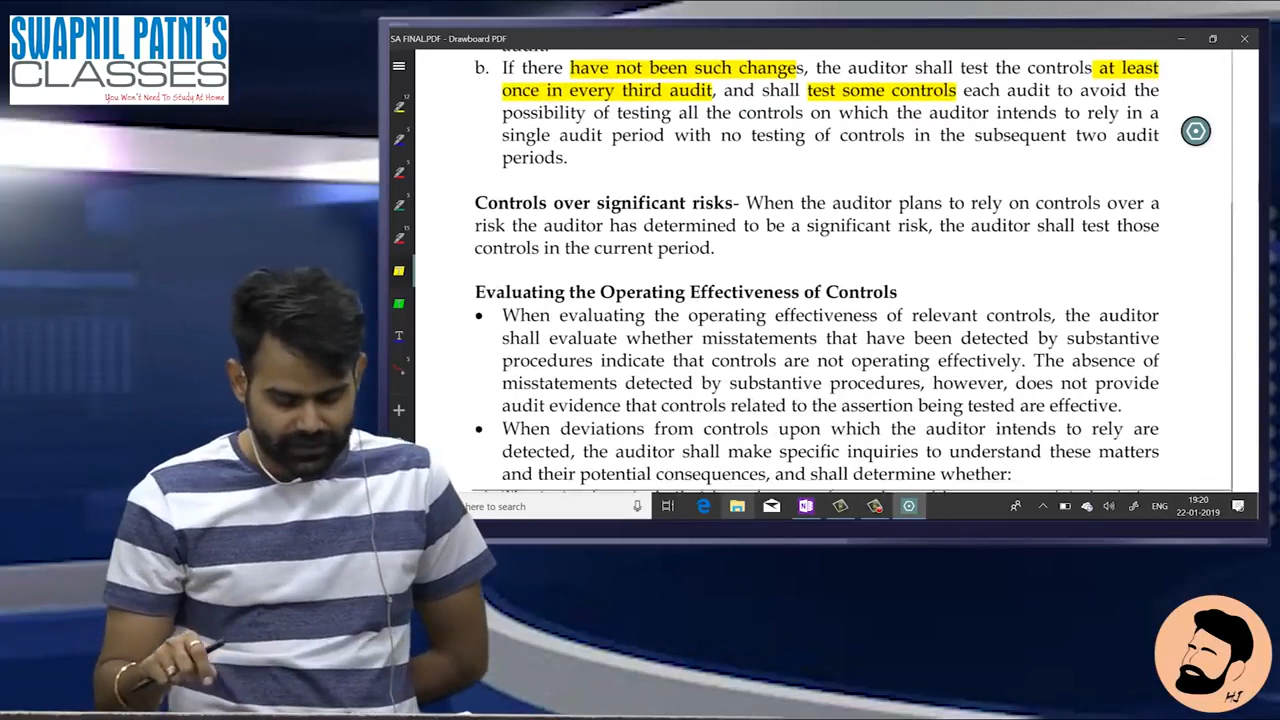 SWAPNIL PATNI'S
CLASSES
You Won't Need To Study At Home
SA FINAL.PDF - Drawboard PDF
b. If there have not been such changes, the auditor shall test the controls at least
once in every third audit, and shall test some controls each audit to avoid the
possibility of testing all the controls on which the auditor intends to rely in a
single audit period with no testing of controls in the subsequent two audit
periods.
Controls over significant risks- When the auditor plans to rely on controls over a
risk the auditor has determined to be a significant risk, the auditor shall test those
controls in the current period.
Evaluating the Operating Effectiveness of Controls
• When evaluating the operating effectiveness of relevant controls, the auditor
shall evaluate whether misstatements that have been detected by substantive
procedures indicate that controls are not operating effectively. The absence of
misstatements detected by substantive procedures, however, does not provide
audit evidence that controls related to the assertion being tested are effective.
• When deviations from controls upon which the auditor intends to rely are
detected, the auditor shall make specific inquiries to understand these matters
and their potential consequences, and shall determine whether:
here to search
ENG
19:20
22-01-2019